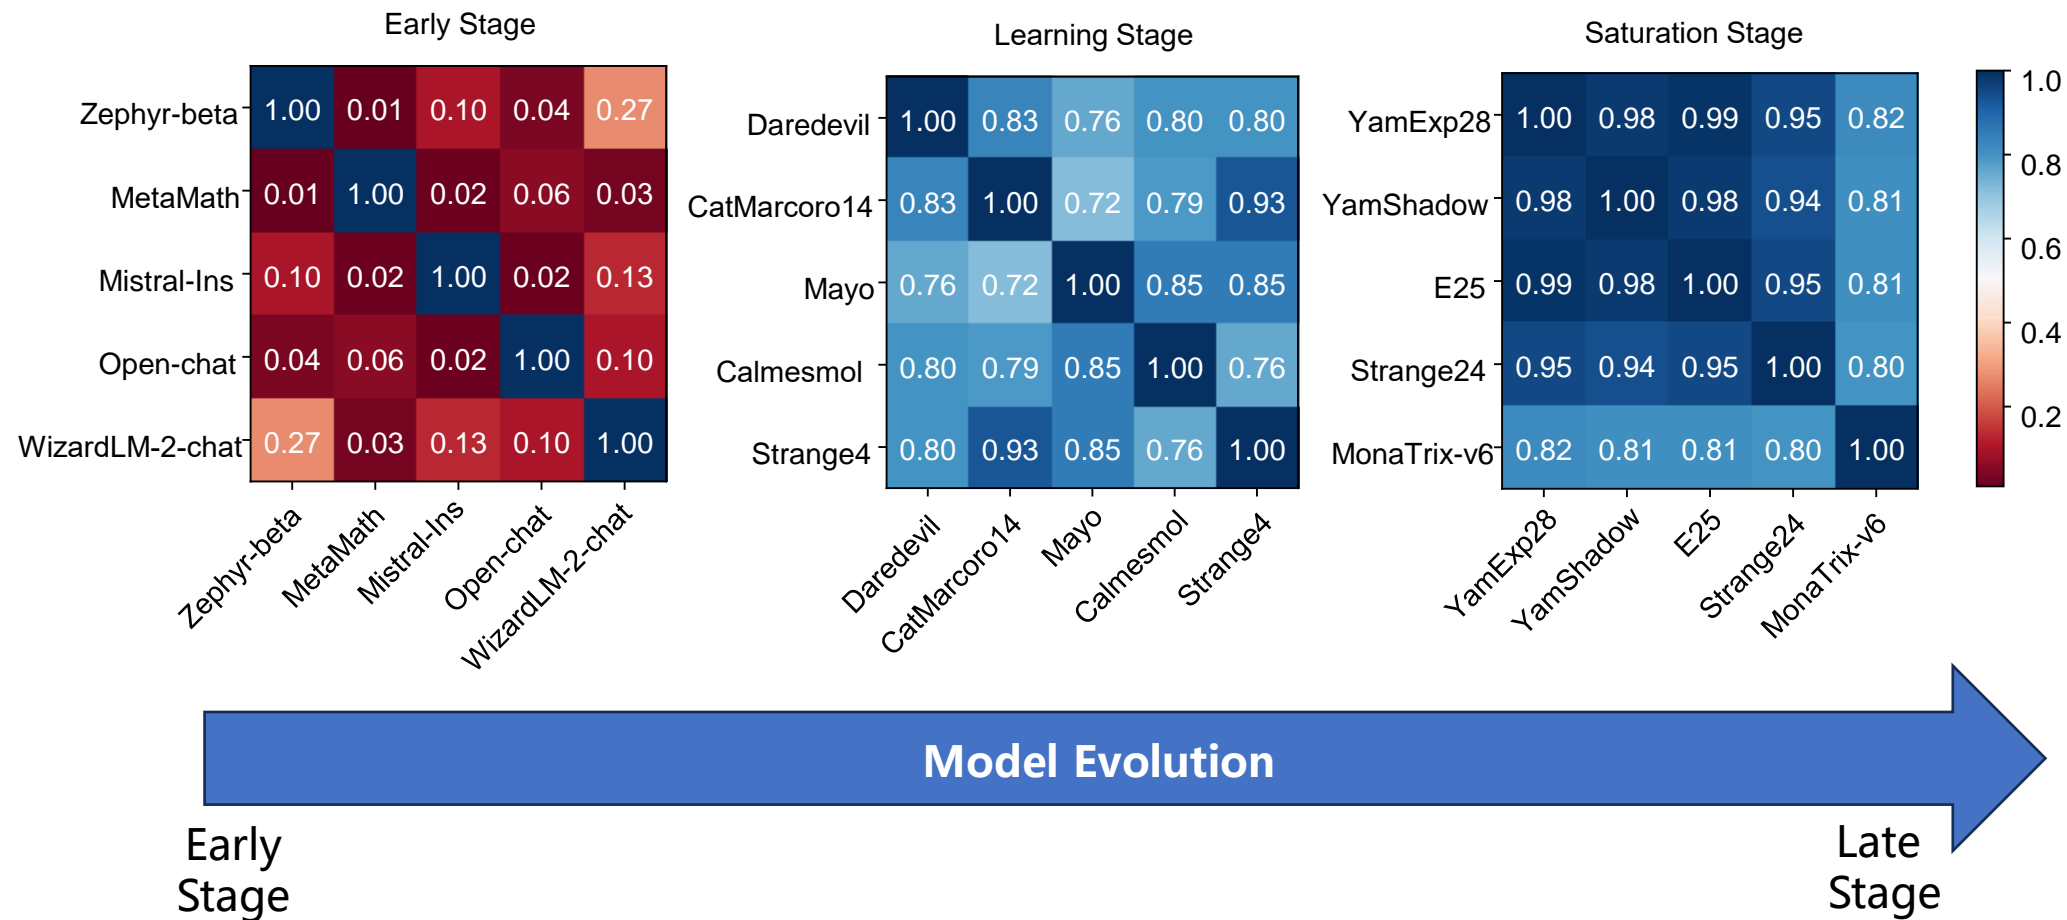 Early Stage
Zephyr-beta 1.00 0.01 0.10 0.04 0.27
MetaMath 0.01 1.00 0.02 0.06 0.03
Mistral-Ins 0.10 0.02 1.00 0.02 0.13
Open-chat 0.04 0.06 0.02 1.00 0.10
WizardLM-2-chat 0.27 0.03 0.13 0.10 1.00
Zephyr-beta MetaMath Mistral-Ins Open-chat WizardLM-2-chat
Learning Stage
Daredevil 1.00 0.83 0.76 0.80 0.80
CatMarcoro14 0.83 1.00 0.72 0.79 0.93
Mayo 0.76 0.72 1.00 0.85 0.85
Calmesmol 0.80 0.79 0.85 1.00 0.76
Strange4 0.80 0.93 0.85 0.76 1.00
Daredevil CatMarcoro14 Mayo Calmesmol Strange4
Saturation Stage
YamExp28 1.00 0.98 0.99 0.95 0.82
YamShadow 0.98 1.00 0.98 0.94 0.81
E25 0.99 0.98 1.00 0.95 0.81
Strange24 0.95 0.94 0.95 1.00 0.80
MonaTrix-v6 0.82 0.81 0.81 0.80 1.00
YamExp28 YamShadow E25 Strange24 MonaTrix-v6
1.0
0.8
0.6
0.4
0.2
Model Evolution
Early
Stage
Late
Stage